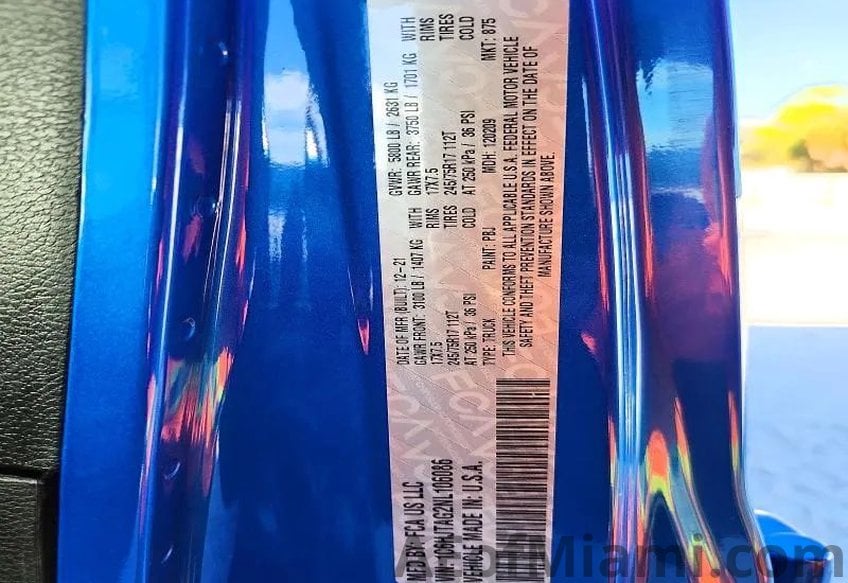 MFD BY: FCA US LLC
DATE OF MFR (BUILT): 12-21
GVWR: 5800 LB / 2631 KG
GAWR FRONT: 3100 LB / 1407 KG WITH
GAWR REAR: 3750 LB / 1701 KG WITH
17X7.5 RIMS
17X7.5 RIMS
245/75R17 112T TIRES
245/75R17 112T TIRES
AT 250 kPa / 36 PSI COLD
AT 250 kPa / 36 PSI COLD
VEHICLE MADE IN: U.S.A.
TYPE: TRUCK PAINT: PBJ MDH: MKT: 875
THIS VEHICLE CONFORMS TO ALL APPLICABLE U.S.A. FEDERAL MOTOR VEHICLE
SAFETY AND THEFT PREVENTION STANDARDS IN EFFECT ON THE DATE OF
MANUFACTURE SHOWN ABOVE.
AFofMiami.com